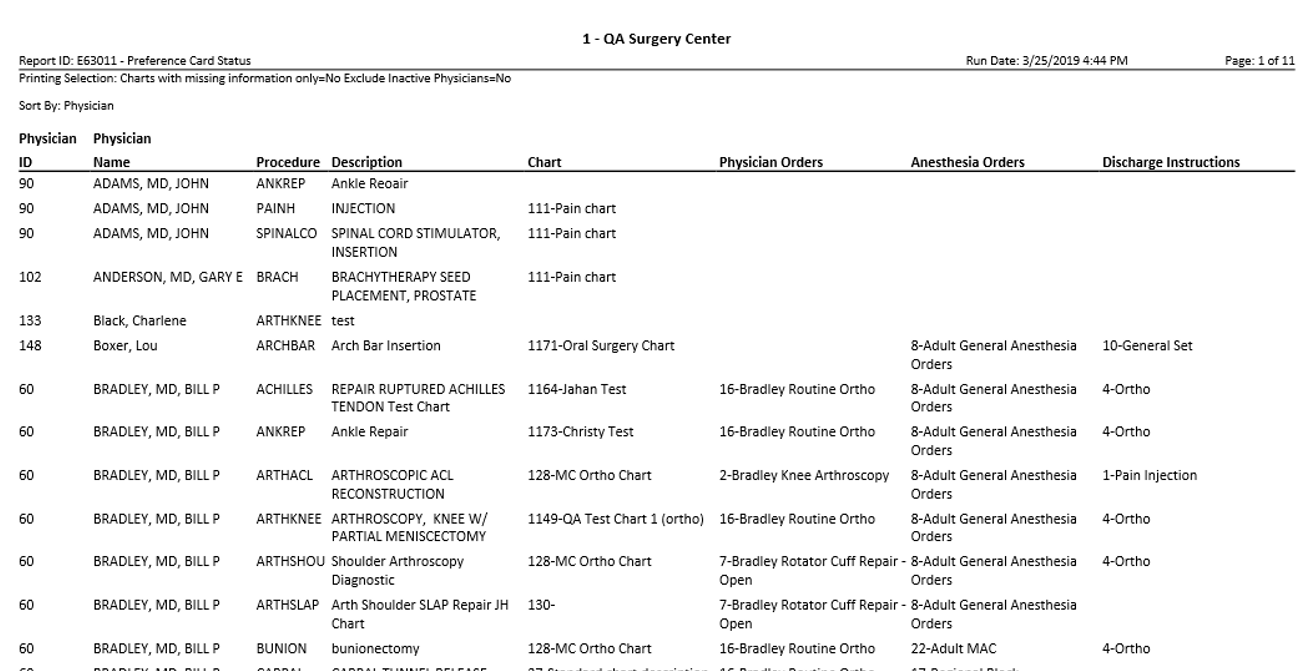 1 - QA Surgery Center
Report ID: E63011 - Preference Card Status Run Date: 3/25/2019 4:44 PM Page: 1 of 11
Printing Selection: Charts with missing information only=No Exclude Inactive Physicians=No
Sort By: Physician
Physician Physician
ID Name Procedure Description Chart Physician Orders Anesthesia Orders Discharge Instructions
90 ADAMS, MD, JOHN ANKREP Ankle Reoair
90 ADAMS, MD, JOHN PAINH INJECTION 111-Pain chart
90 ADAMS, MD, JOHN SPINALCO SPINAL CORD STIMULATOR, 111-Pain chart
INSERTION
102 ANDERSON, MD, GARY E BRACH BRACHYTHERAPY SEED 111-Pain chart
PLACEMENT, PROSTATE
133 Black, Charlene ARTHKNEE test
148 Boxer, Lou ARCHBAR Arch Bar Insertion 1171-Oral Surgery Chart 8-Adult General Anesthesia 10-General Set
Orders
60 BRADLEY, MD, BILL P ACHILLES REPAIR RUPTURED ACHILLES 1164-Jahan Test 16-Bradley Routine Ortho 8-Adult General Anesthesia 4-Ortho
TENDON Test Chart Orders
60 BRADLEY, MD, BILL P ANKREP Ankle Repair 1173-Christy Test 16-Bradley Routine Ortho 8-Adult General Anesthesia 4-Ortho
Orders
60 BRADLEY, MD, BILL P ARTHACL ARTHROSCOPIC ACL 128-MC Ortho Chart 2-Bradley Knee Arthroscopy 8-Adult General Anesthesia 1-Pain Injection
RECONSTRUCTION Orders
60 BRADLEY, MD, BILL P ARTHKNEE ARTHROSCOPY, KNEE W/ 1149-QA Test Chart 1 (ortho) 16-Bradley Routine Ortho 8-Adult General Anesthesia 4-Ortho
PARTIAL MENISCECTOMY Orders
60 BRADLEY, MD, BILL P ARTHSHOU Shoulder Arthroscopy 128-MC Ortho Chart 7-Bradley Rotator Cuff Repair - 8-Adult General Anesthesia 4-Ortho
Diagnostic Open Orders
60 BRADLEY, MD, BILL P ARTHSLAP Arth Shoulder SLAP Repair JH 130- 7-Bradley Rotator Cuff Repair - 8-Adult General Anesthesia
Chart Open Orders
60 BRADLEY, MD, BILL P BUNION bunionectomy 128-MC Ortho Chart 16-Bradley Routine Ortho 22-Adult MAC 4-Ortho
60 BRADLEY, MD, BILL P